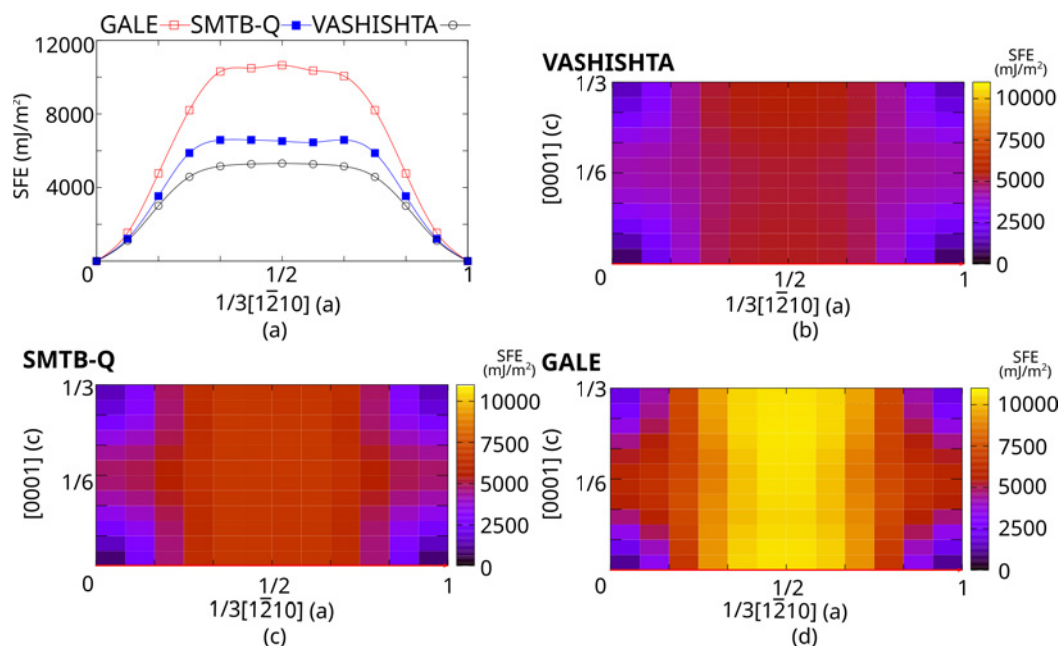 GALE SMTB-Q VASHISHTA
12000
8000
4000
0
SFE (mJ/m²)
0 1/2 1
1/3[1̅210] (a)
(a)
VASHISHTA
SFE
(mJ/m²)
1/3
1/6
0
[0001] (c)
1/2 1
1/3[12̅10] (a)
(b)
10000
7500
5000
2500
0
SMTB-Q
SFE
(mJ/m²)
1/3
1/6
0
[0001] (c)
1/2 1
1/3[12̅10] (a)
(c)
10000
7500
5000
2500
0
GALE
SFE
(mJ/m²)
1/3
1/6
0
[0001] (c)
1/2 1
1/3[12̅10] (a)
(d)
10000
7500
5000
2500
0